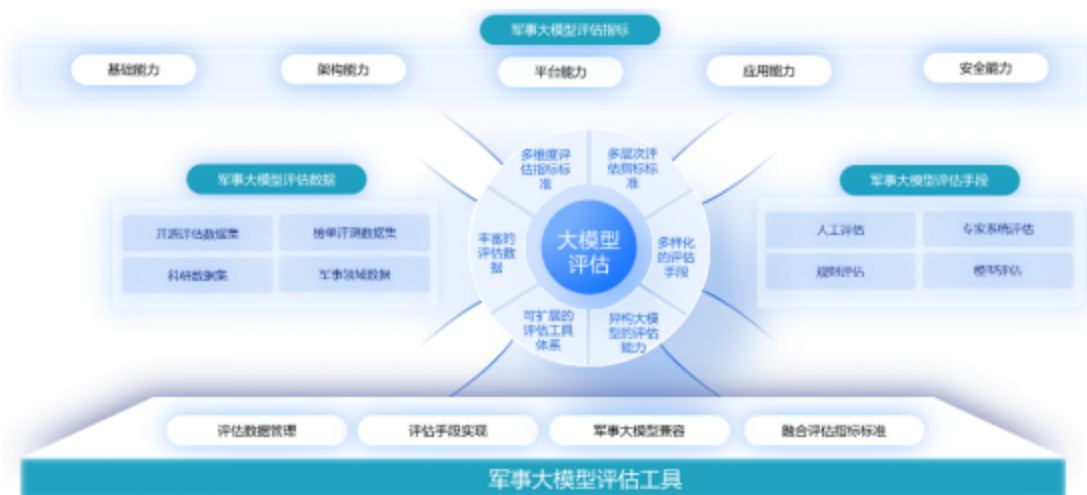 军事大模型评估指标
基础能力
架构能力
平台能力
应用能力
安全能力
军事大模型评估数据
开源评估数据集
榜单评测数据集
科研数据集
军事领域数据
多维度评
估指标标
准
多层次评
估指标标
准
丰富的
评估数
据
大模型
评估
多样化
的评估
手段
可扩展的
评估工具
体系
异构大模
型的评估
能力
军事大模型评估手段
人工评估
专家系统评估
规则评估
模型评估
评估数据管理
评估手段实现
军事大模型兼容
融合评估指标标准
军事大模型评估工具